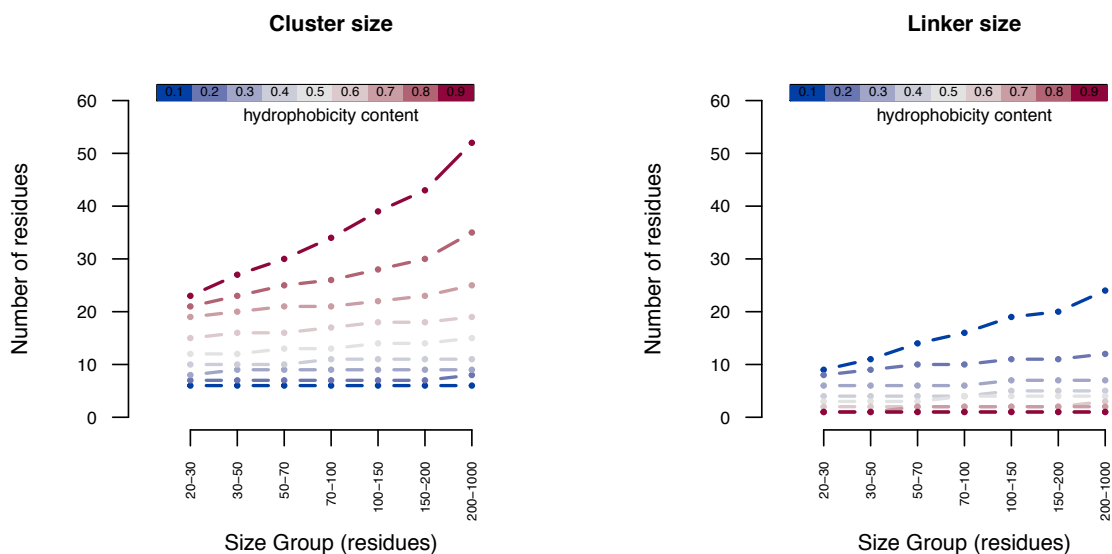 Cluster size
0.1 0.2 0.3 0.4 0.5 0.6 0.7 0.8 0.9
hydrophobicity content
60
50
40
30
20
10
0
Number of residues
20−30
30−50
50−70
70−100
100−150
150−200
200−1000
Size Group (residues)
Linker size
0.1 0.2 0.3 0.4 0.5 0.6 0.7 0.8 0.9
hydrophobicity content
60
50
40
30
20
10
0
Number of residues
20−30
30−50
50−70
70−100
100−150
150−200
200−1000
Size Group (residues)